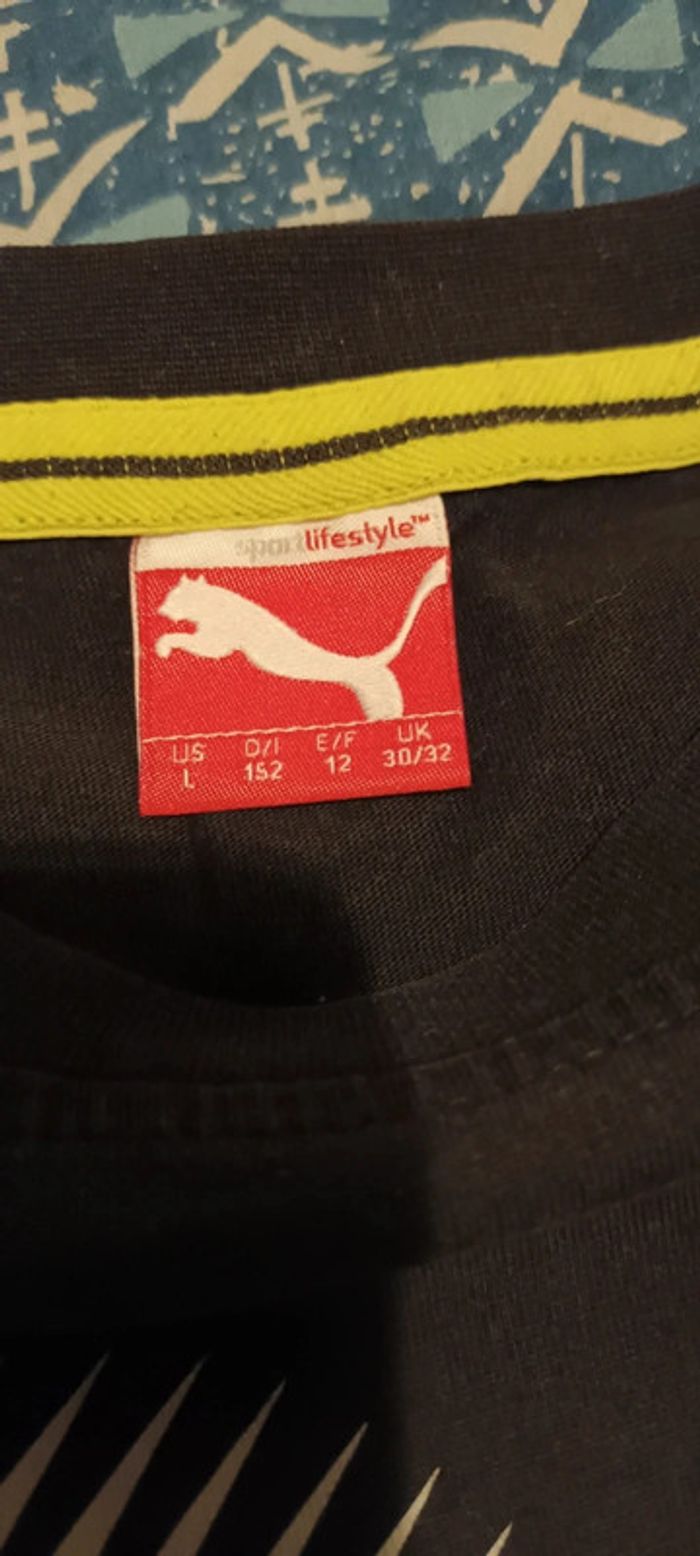 sportlifestyle™
US D/I E/F UK
L 152 12 30/32